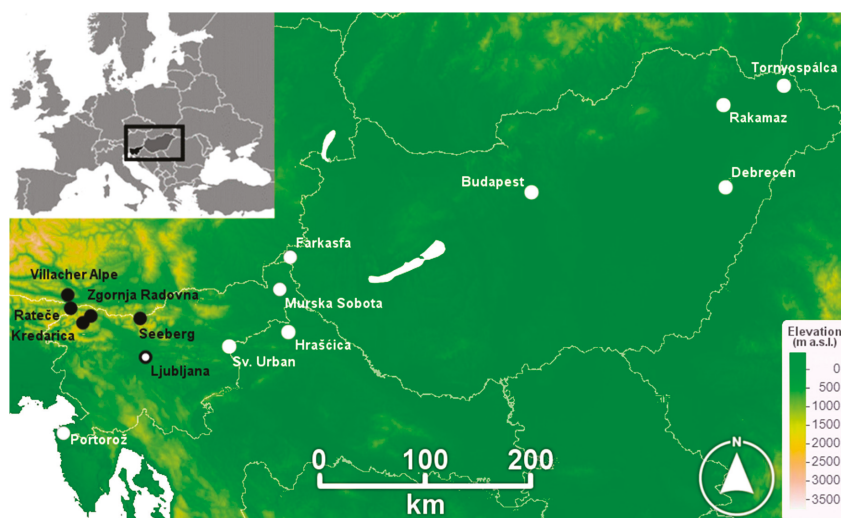 Tornyospálca
Rakamaz
Budapest
Debrecen
Farkasfa
Villacher Alpe
Zgornja Radovna
Murska Sobota
Rateče
Kredarica
Seeberg
Hrašćica
Sv. Urban
Ljubljana
Portorož
Elevation
(m a.s.l.)
0
500
1000
1500
2000
2500
3000
3500
N
0 100 200
km